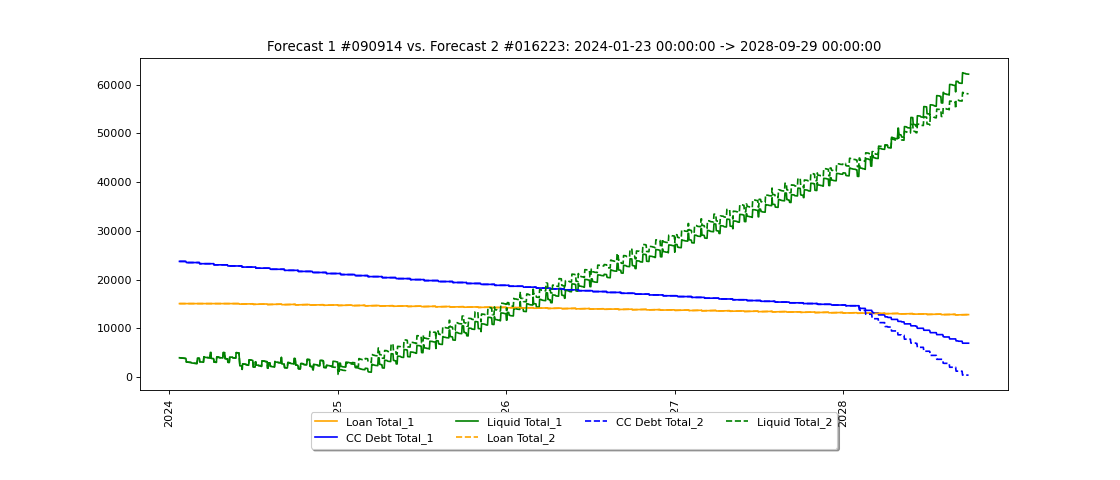 Forecast 1 #090914 vs. Forecast 2 #016223: 2024-01-23 00:00:00 -> 2028-09-29 00:00:00
60000
50000
40000
30000
20000
10000
0
2024
25
26
27
2028
Loan Total_1
Liquid Total_1
CC Debt Total_2
Liquid Total_2
CC Debt Total_1
Loan Total_2